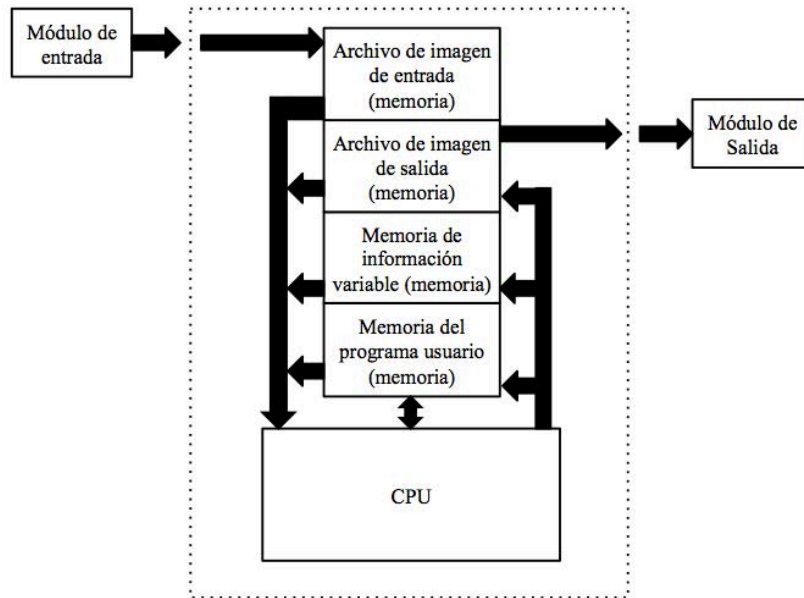 Módulo de
entrada
Archivo de imagen
de entrada
(memoria)
Archivo de imagen
de salida
(memoria)
Módulo de
Salida
Memoria de
información
variable (memoria)
Memoria del
programa usuario
(memoria)
CPU